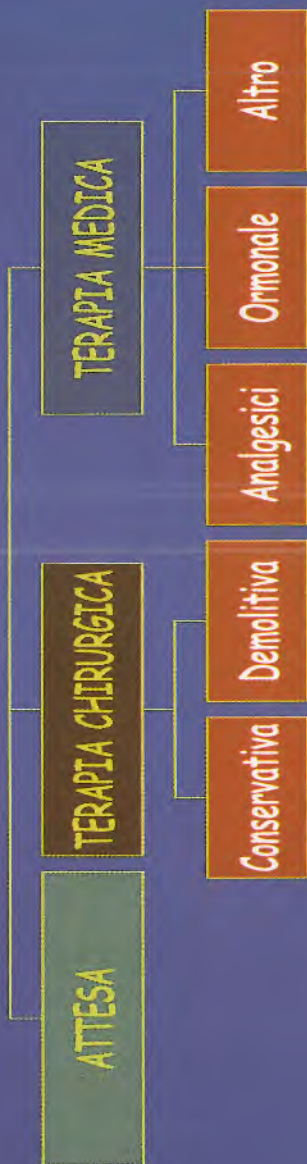 ATTESA
TERAPIA CHIRURGICA
TERAPIA MEDICA
Conservativa
Demolitiva
Analgesici
Ormonale
Altro